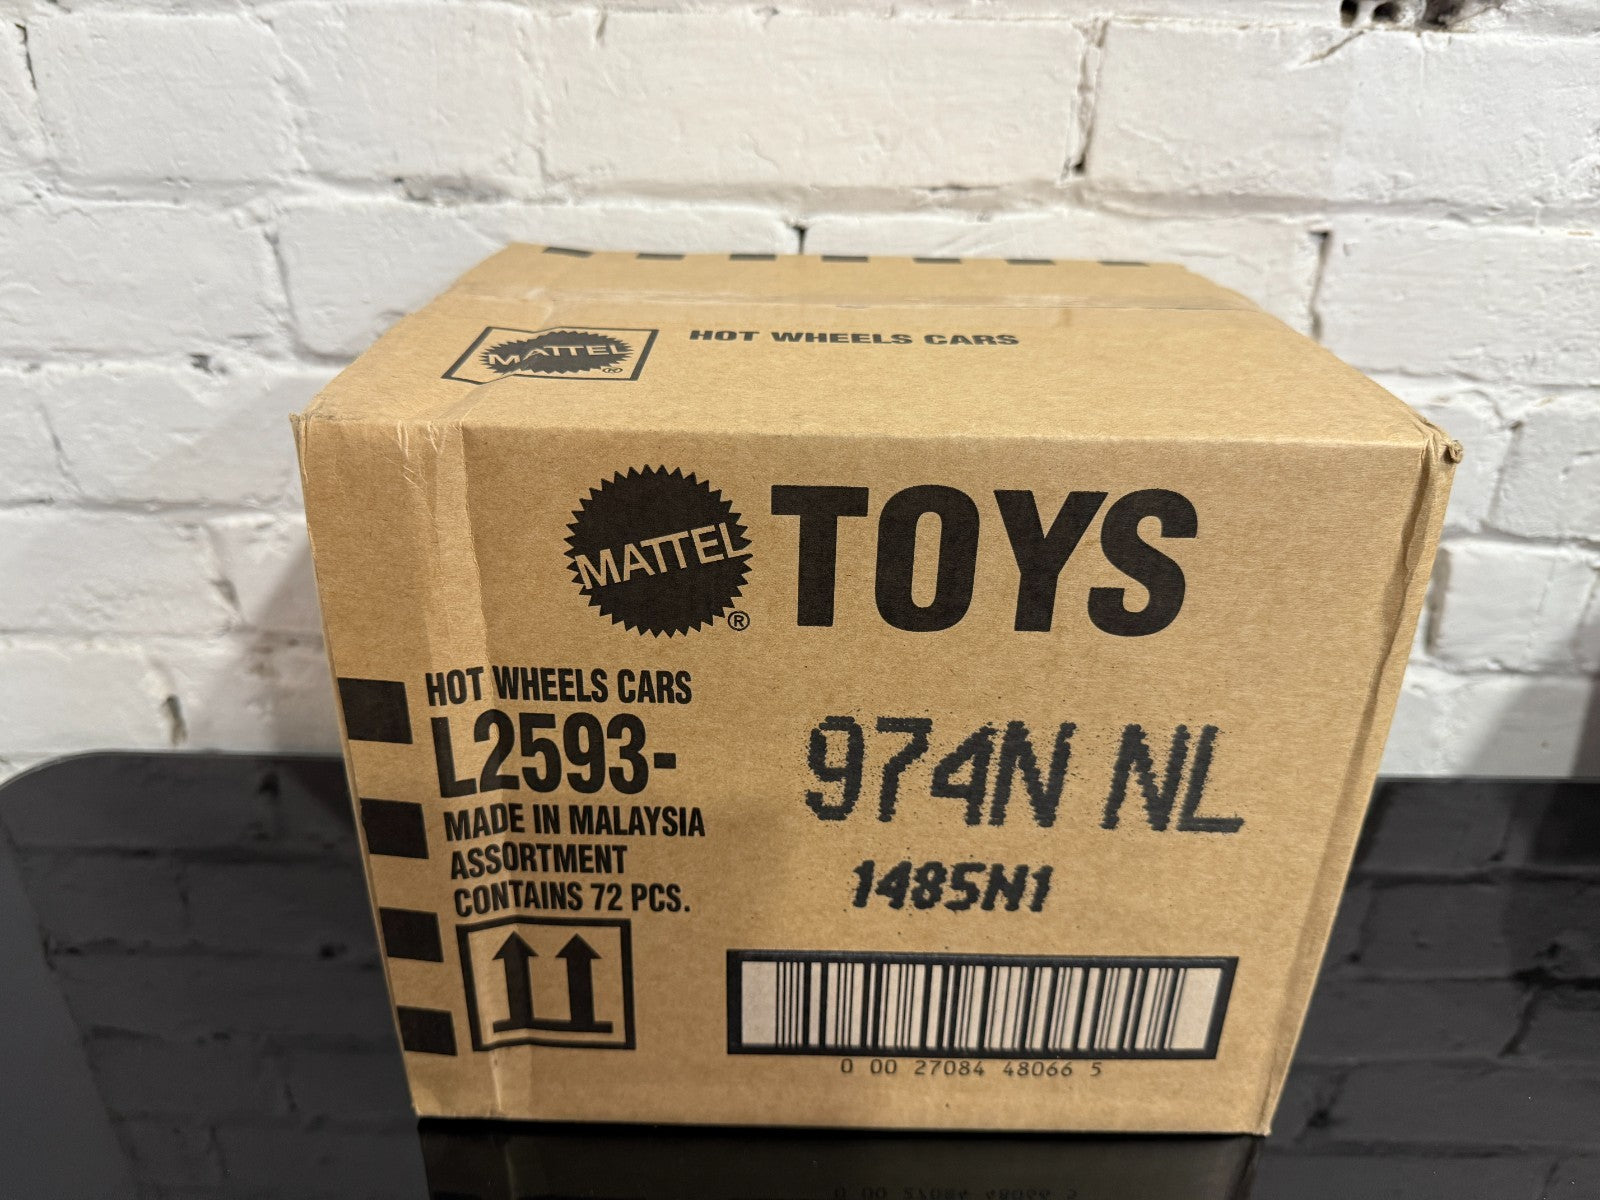 MATTEL ®
HOT WHEELS CARS
MATTEL ® TOYS
HOT WHEELS CARS
L2593-
MADE IN MALAYSIA
ASSORTMENT
CONTAINS 72 PCS.
974N NL
1485N1
0 00 27084 48066 5